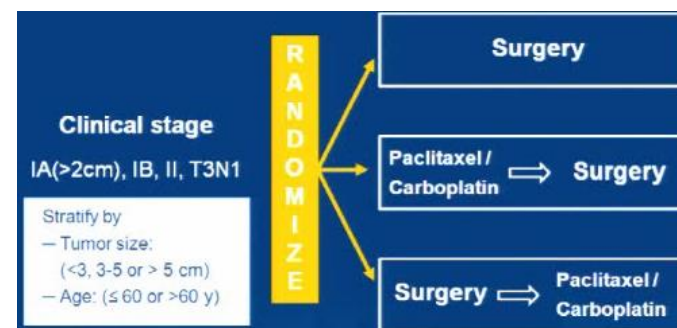 Clinical stage
IA(>2cm), IB, II, T3N1
Stratify by
— Tumor size:
(<3, 3-5 or > 5 cm)
— Age: (≤ 60 or >60 y)
RANDOMIZE
Surgery
Paclitaxel /
Carboplatin
Surgery
Surgery
Paclitaxel /
Carboplatin